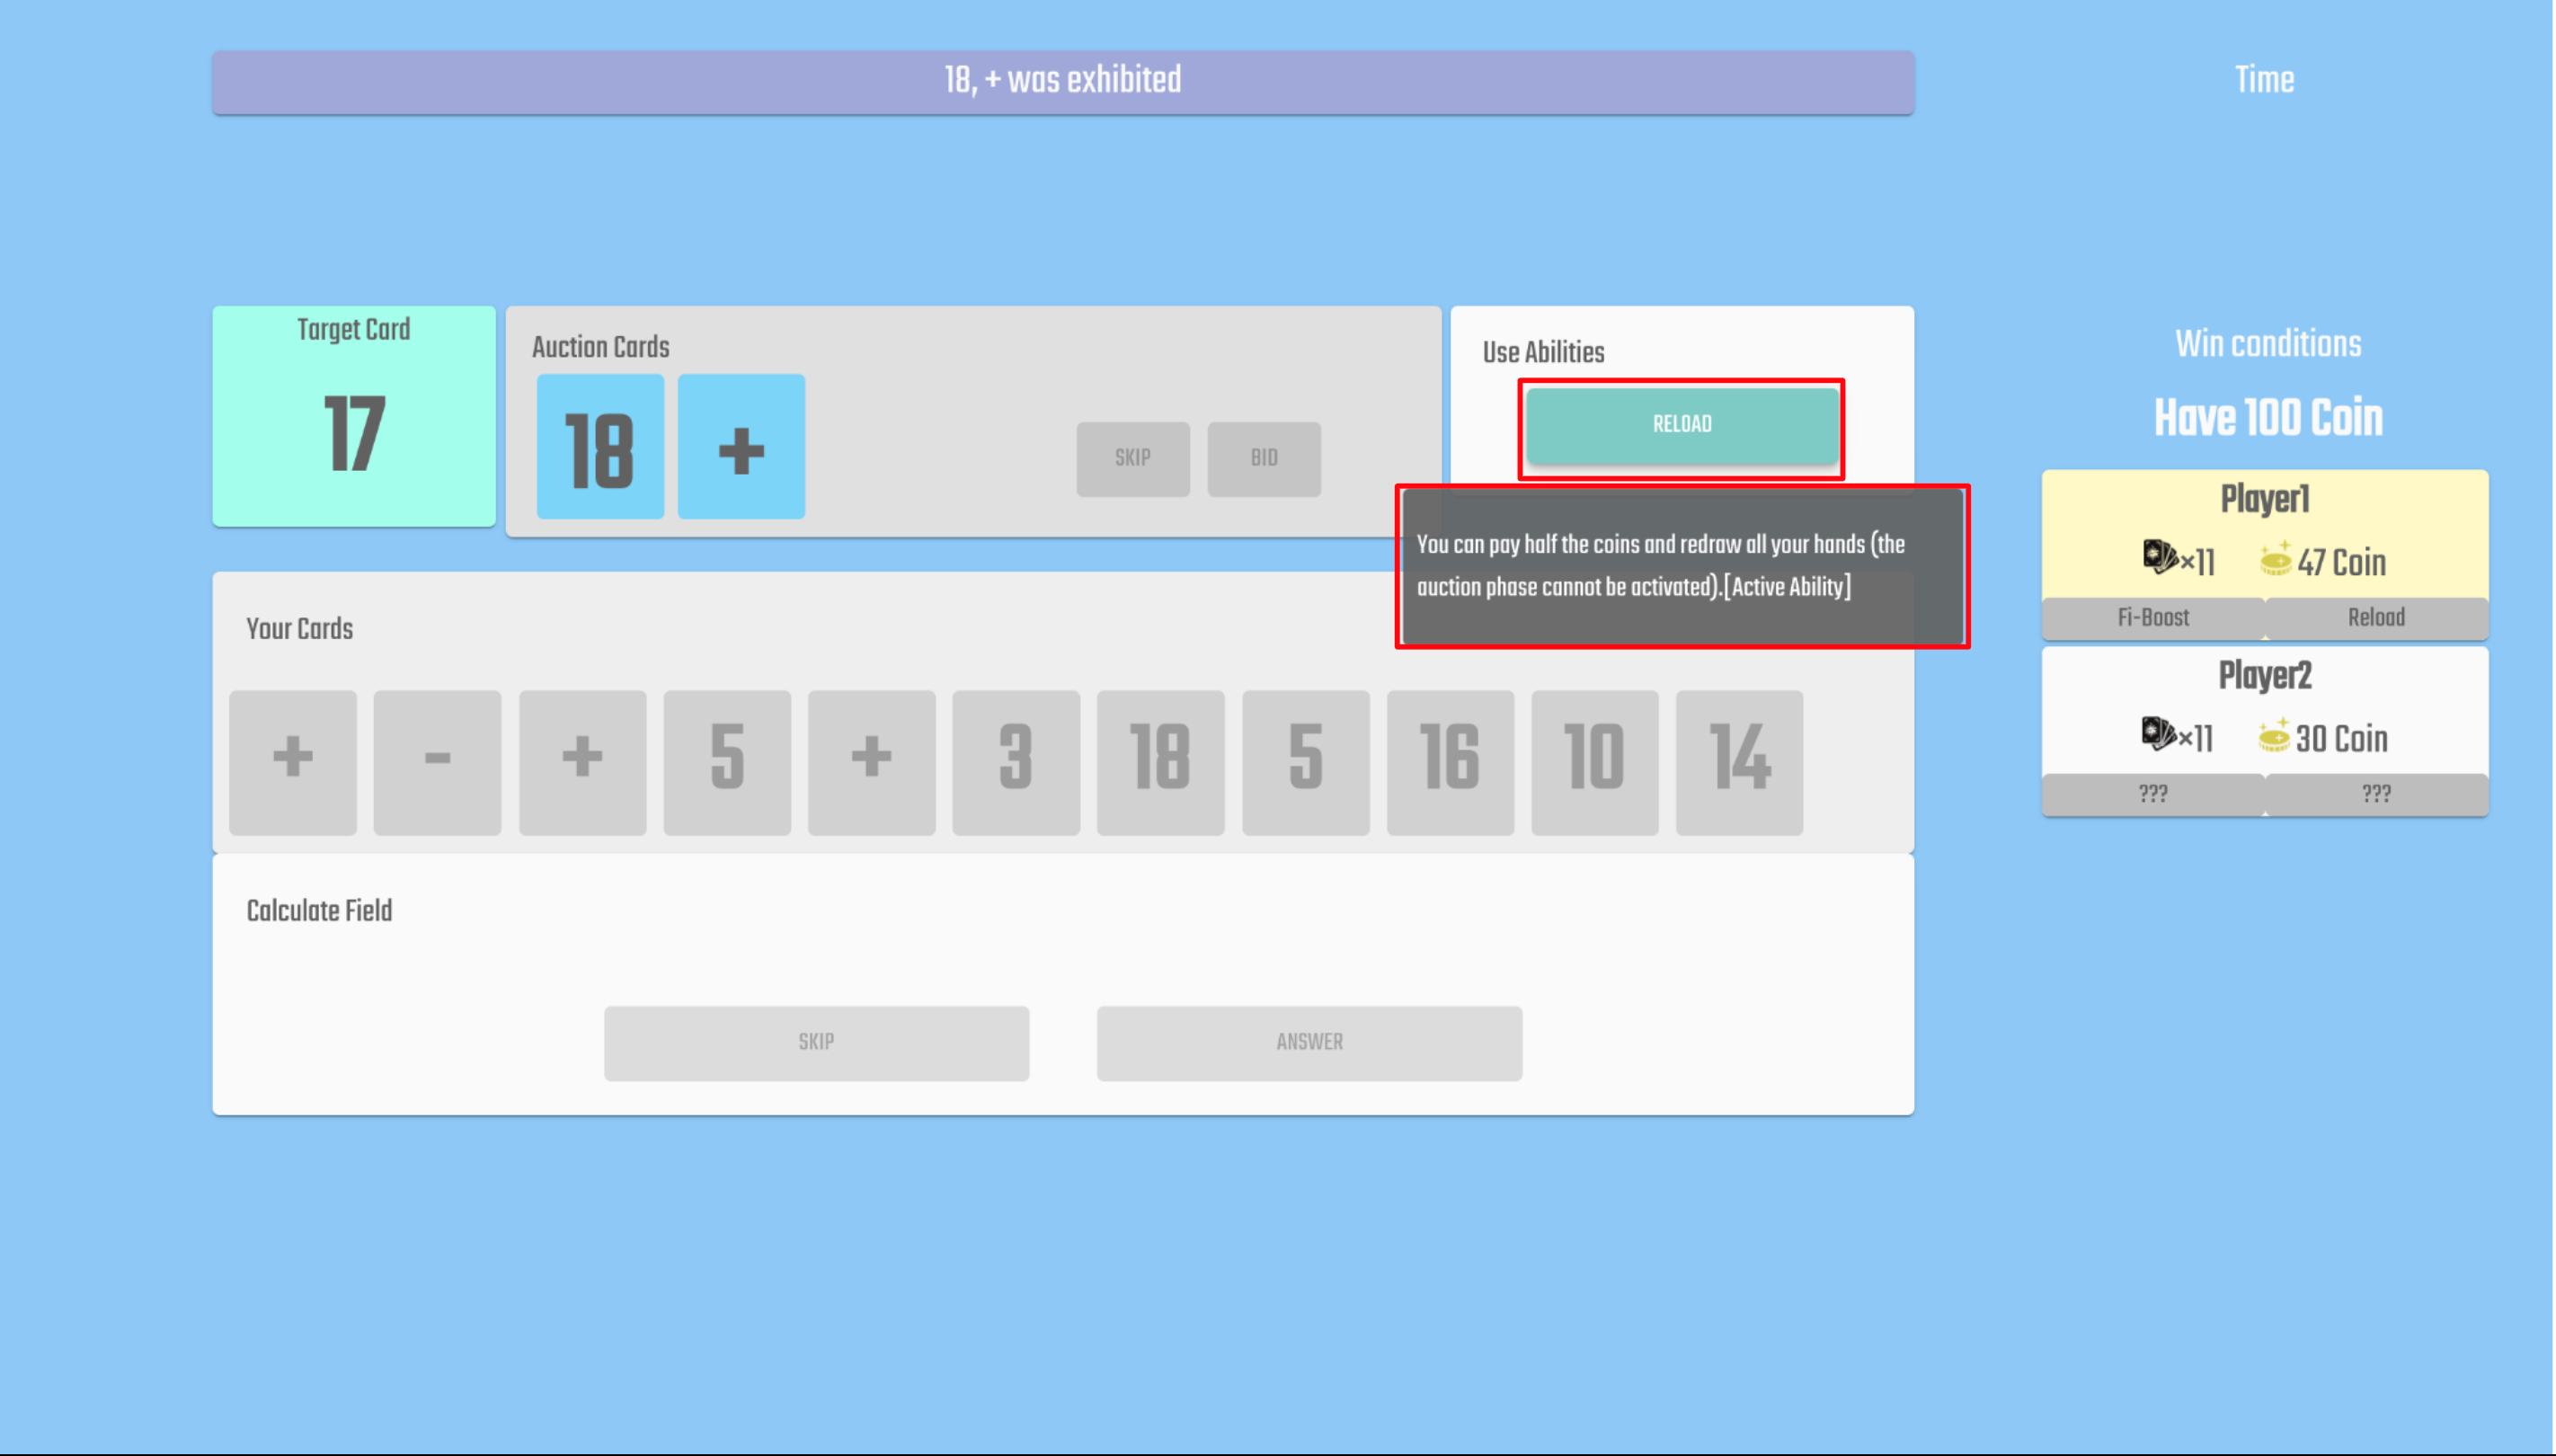 18, + was exhibited
Time
Target Card
17
Auction Cards
18
+
SKIP
BID
Use Abilities
RELOAD
You can pay half the coins and redraw all your hands (the
auction phase cannot be activated).[Active Ability]
Win conditions
Have 100 Coin
Player1
×11
47 Coin
Fi-Boost
Reload
Player2
×11
30 Coin
???
???
Your Cards
+ - + 5 + 3 18 5 16 10 14
Calculate Field
SKIP
ANSWER